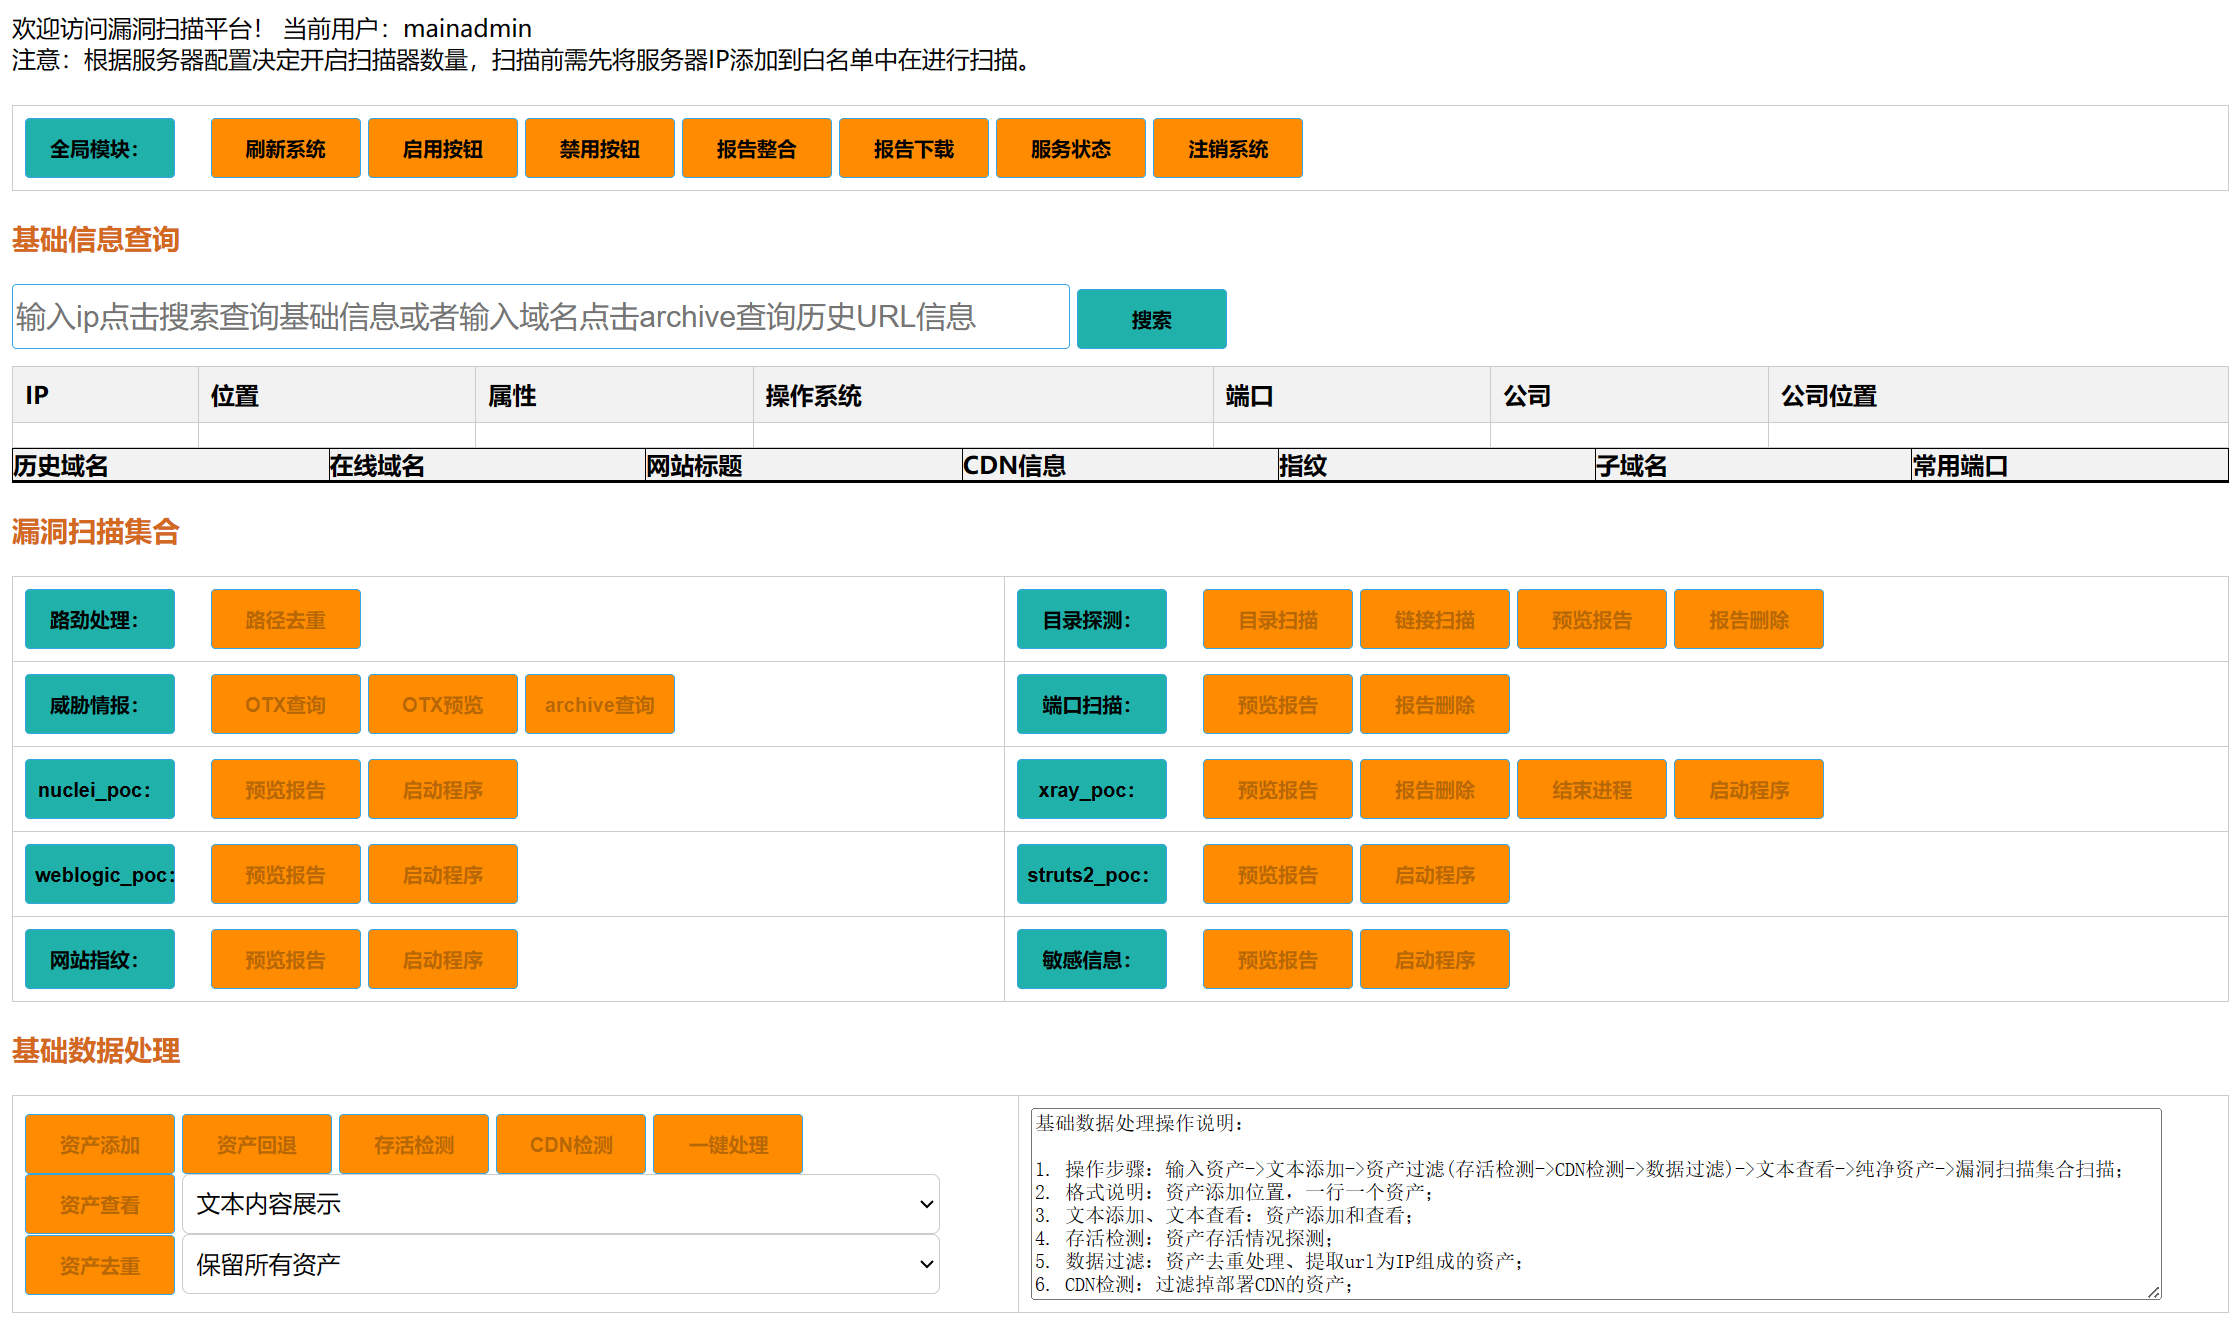 欢迎访问漏洞扫描平台！ 当前用户：mainadmin
注意：根据服务器配置决定开启扫描器数量，扫描前需先将服务器IP添加到白名单中在进行扫描。
全局模块： 刷新系统 启用按钮 禁用按钮 报告整合 报告下载 服务状态 注销系统
基础信息查询
输入ip点击搜索查询基础信息或者输入域名点击archive查询历史URL信息 搜索
IP 位置 属性 操作系统 端口 公司 公司位置
历史域名 在线域名 网站标题 CDN信息 指纹 子域名 常用端口
漏洞扫描集合
路劲处理： 路径去重 目录探测： 目录扫描 链接扫描 预览报告 报告删除
威胁情报： OTX查询 OTX预览 archive查询 端口扫描： 预览报告 报告删除
nuclei_poc： 预览报告 启动程序 xray_poc： 预览报告 报告删除 结束进程 启动程序
weblogic_poc： 预览报告 启动程序 struts2_poc： 预览报告 启动程序
网站指纹： 预览报告 启动程序 敏感信息： 预览报告 启动程序
基础数据处理
资产添加 资产回退 存活检测 CDN检测 一键处理
资产查看 文本内容展示
资产去重 保留所有资产
基础数据处理操作说明：
1. 操作步骤：输入资产->文本添加->资产过滤(存活检测->CDN检测->数据过滤)->文本查看->纯净资产->漏洞扫描集合扫描；
2. 格式说明：资产添加位置，一行一个资产；
3. 文本添加、文本查看：资产添加和查看；
4. 存活检测：资产存活情况探测；
5. 数据过滤：资产去重处理、提取url为IP组成的资产；
6. CDN检测：过滤掉部署CDN的资产；